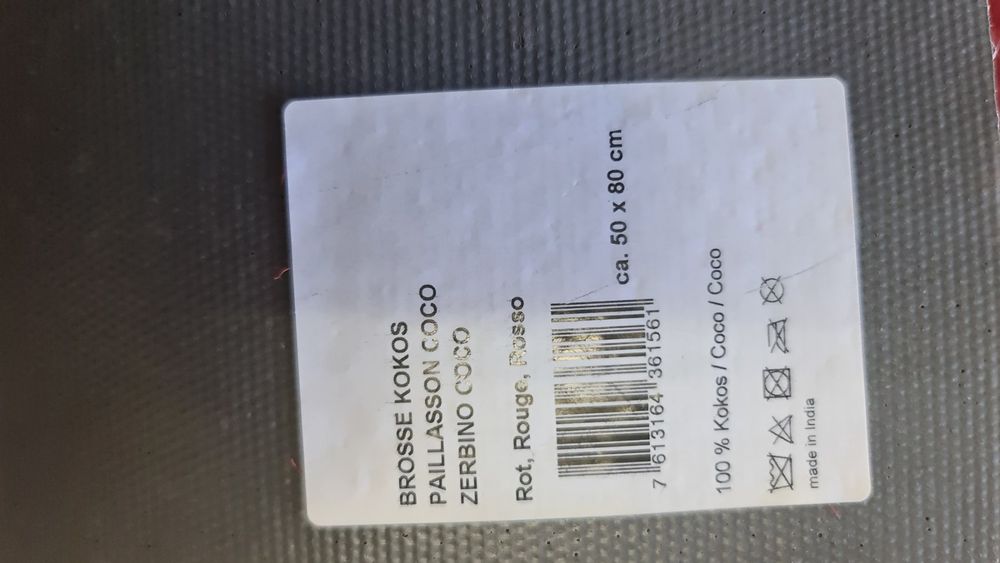 BROSSE KOKOS
PAILLASSON COCO
ZERBINO COCO
Rot, Rouge, Rosso
7 613164 361561
ca. 50 x 80 cm
100 % Kokos / Coco / Coco
made in India